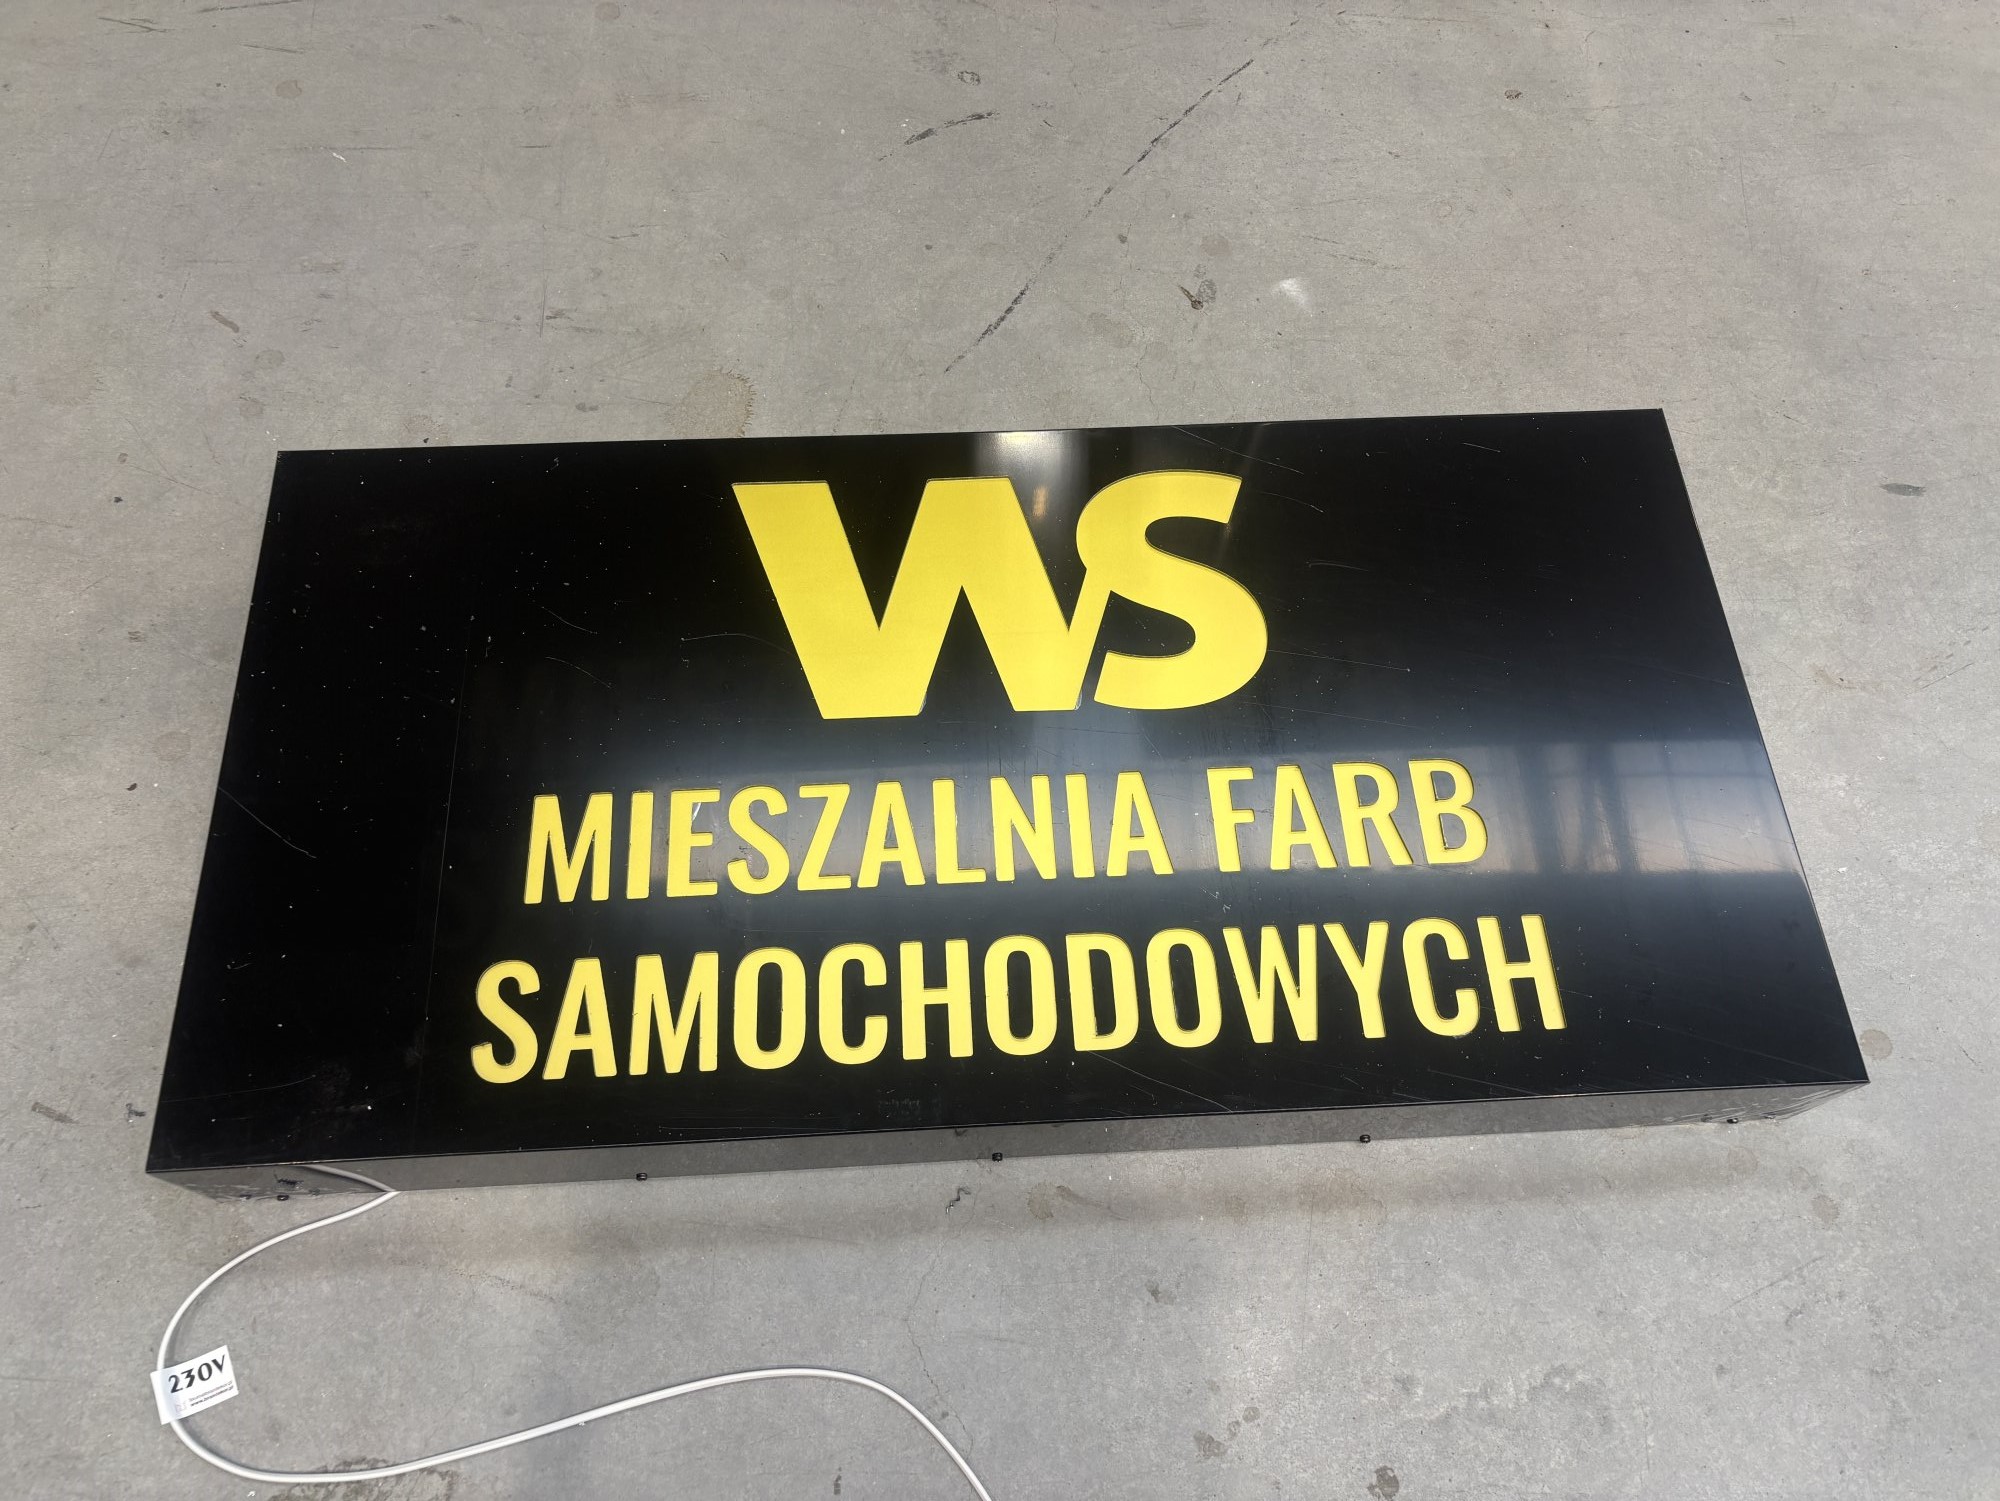 WS
MIESZALNIA FARB
SAMOCHODOWYCH
230V